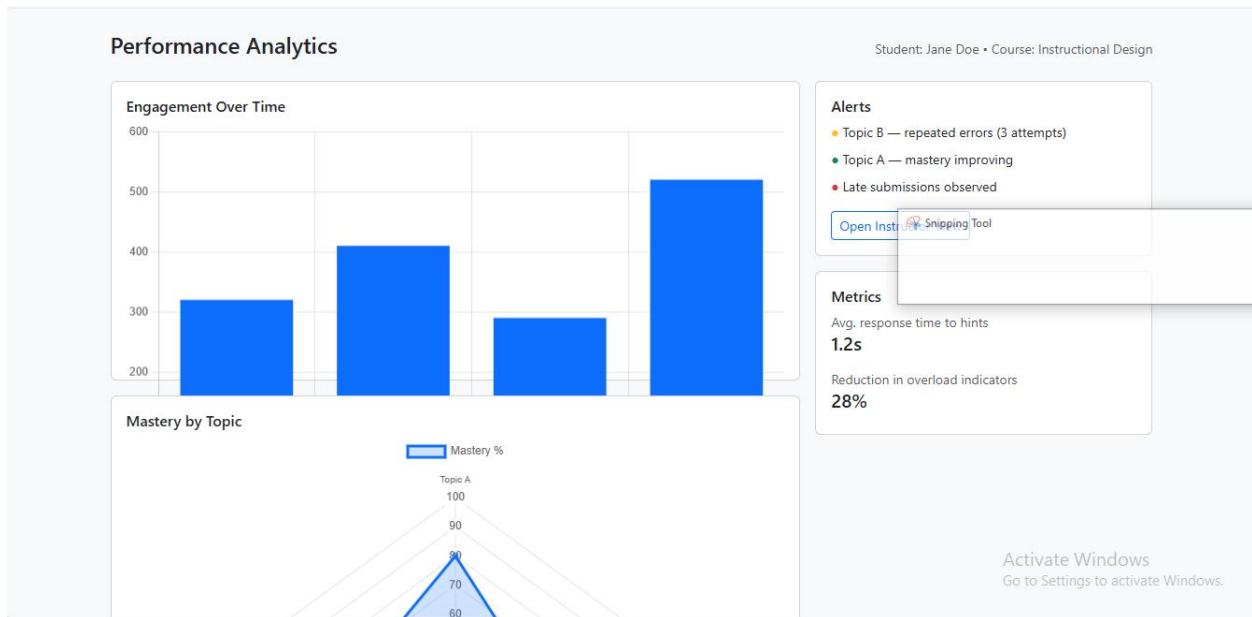 Performance Analytics
Student: Jane Doe • Course: Instructional Design
Engagement Over Time
600
500
400
300
200
Alerts
Topic B — repeated errors (3 attempts)
Topic A — mastery improving
Late submissions observed
Open
Snipping Tool
Metrics
Avg. response time to hints
1.2s
Reduction in overload indicators
28%
Mastery by Topic
Mastery %
Topic A
100
90
80
70
60
Activate Windows
Go to Settings to activate Windows.